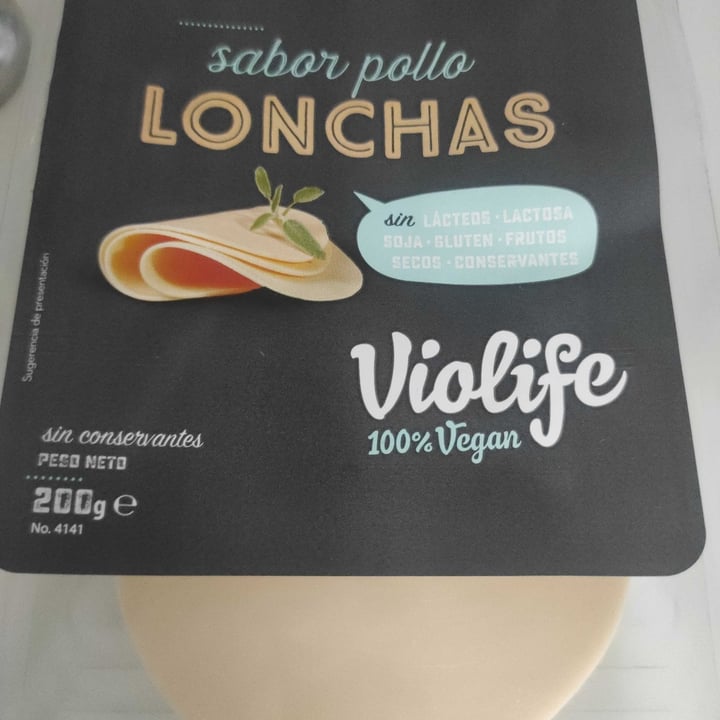 sabor pollo
LONCHAS
sin LÁCTEOS · LACTOSA
SOJA · GLUTEN · FRUTOS
SECOS · CONSERVANTES
Sugerencia de presentación
Violife
100% Vegan
sin conservantes
PESO NETO
200g e
No. 4141